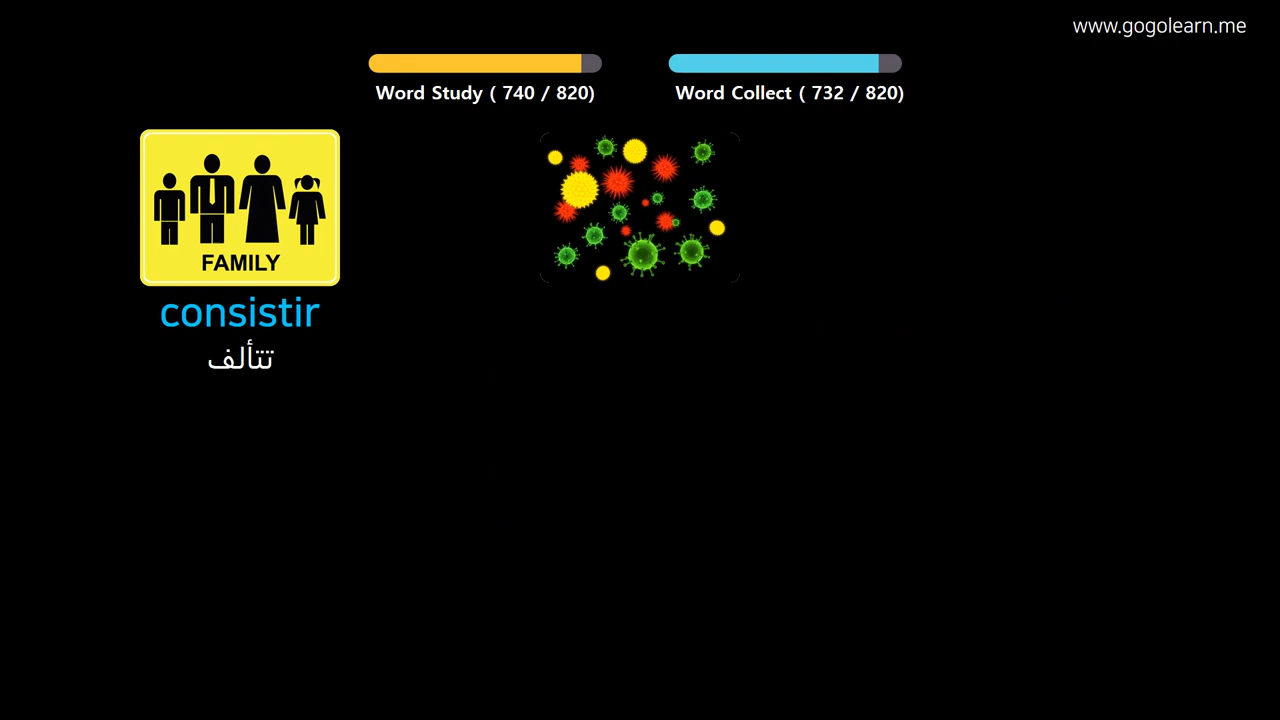 www.gogolearn.me
Word Study ( 740 / 820)
Word Collect ( 732 / 820)
FAMILY
consistir
تتألف